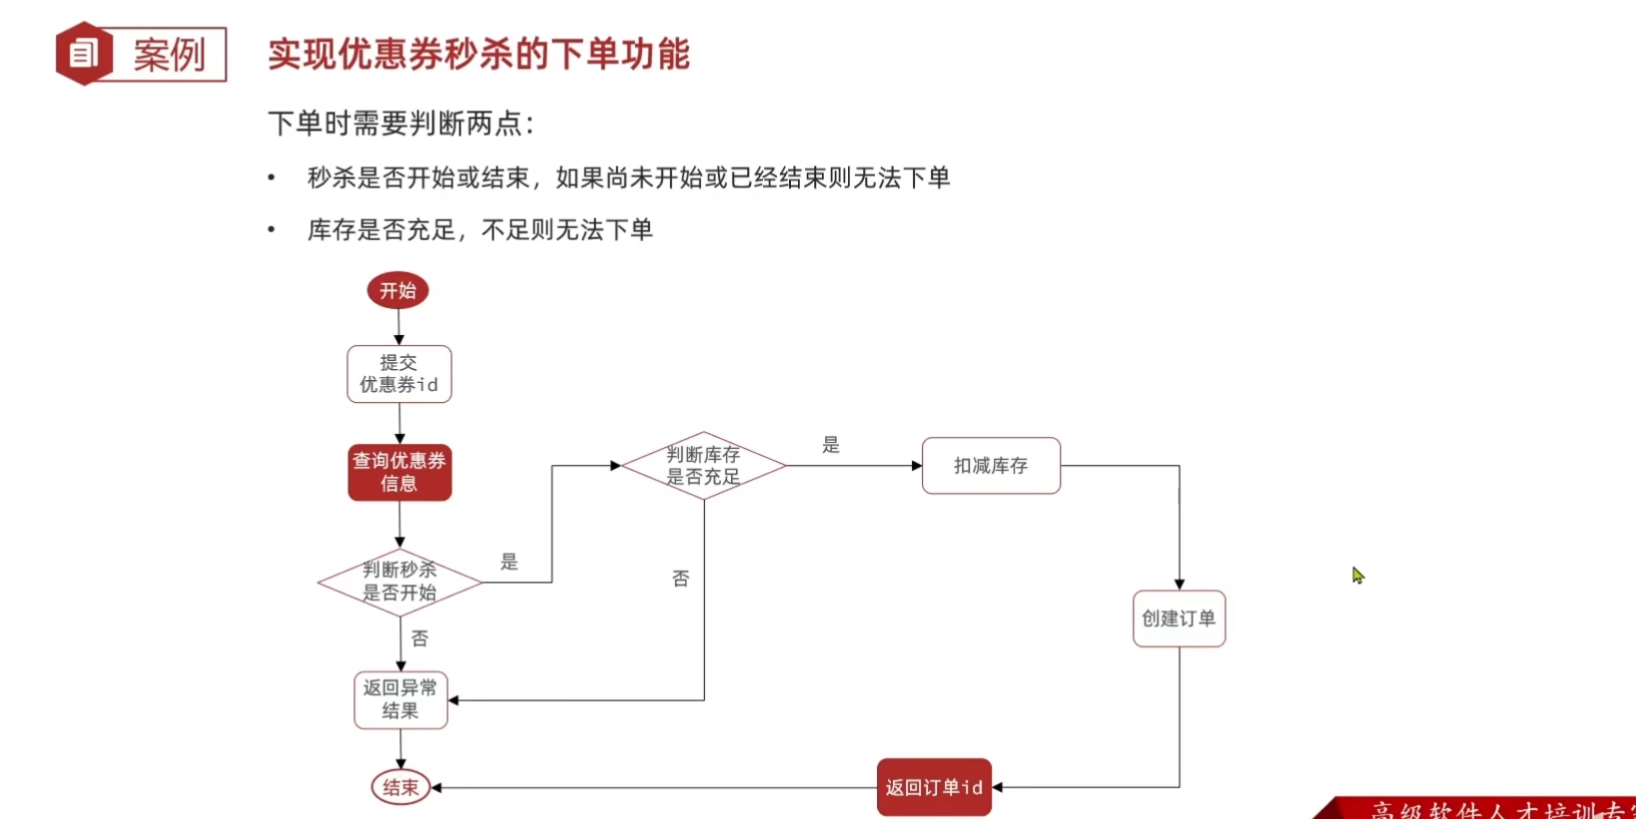 案例
实现优惠券秒杀的下单功能
下单时需要判断两点：
• 秒杀是否开始或结束，如果尚未开始或已经结束则无法下单
• 库存是否充足，不足则无法下单
开始
提交
优惠券id
查询优惠券
信息
判断秒杀
是否开始
是
否
返回异常
结果
结束
判断库存
是否充足
是
否
扣减库存
创建订单
返回订单id
高级软件人才培训专家